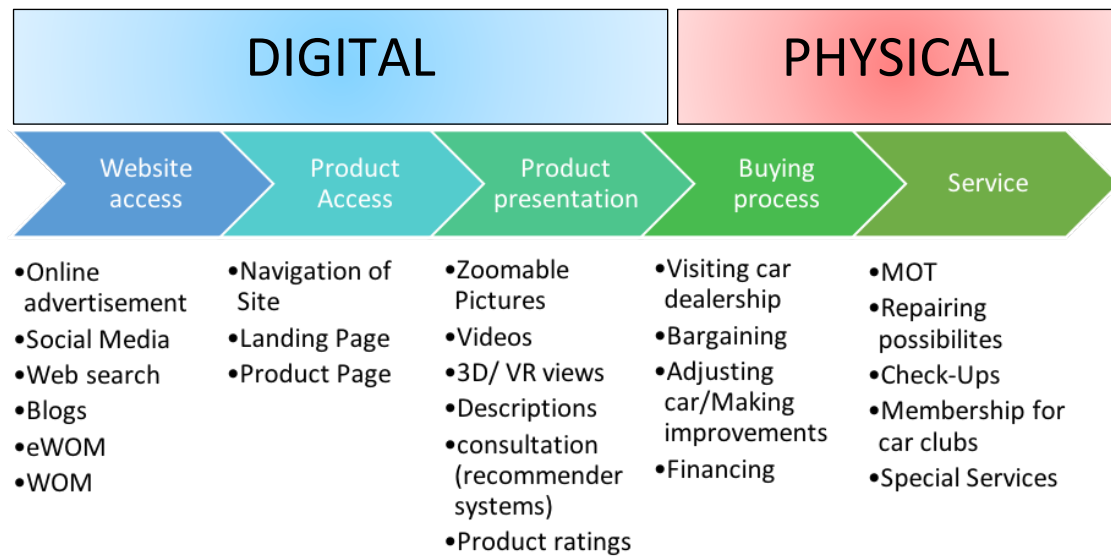 DIGITAL
PHYSICAL
Website
access
Product
Access
Product
presentation
Buying
process
Service
•Online
advertisement
•Social Media
•Web search
•Blogs
•eWOM
•WOM
•Navigation of
Site
•Landing Page
•Product Page
•Zoomable
Pictures
•Videos
•3D/ VR views
•Descriptions
•consultation
(recommender
systems)
•Product ratings
•Visiting car
dealership
•Bargaining
•Adjusting
car/Making
improvements
•Financing
•MOT
•Repairing
possibilites
•Check-Ups
•Membership for
car clubs
•Special Services